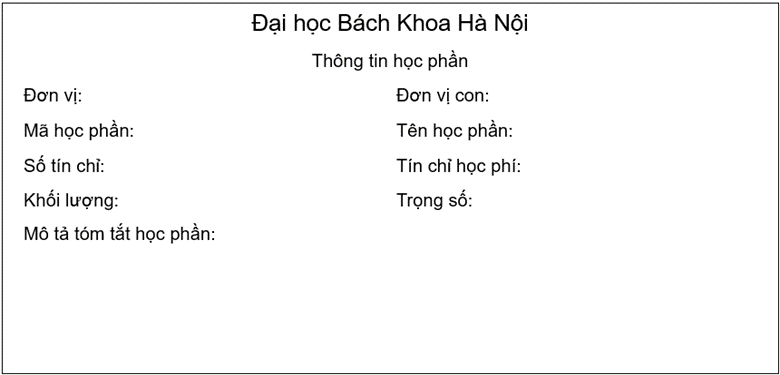 Đại học Bách Khoa Hà Nội
Thông tin học phần
Đơn vị: Đơn vị con:
Mã học phần: Tên học phần:
Số tín chỉ: Tín chỉ học phí:
Khối lượng: Trọng số:
Mô tả tóm tắt học phần: